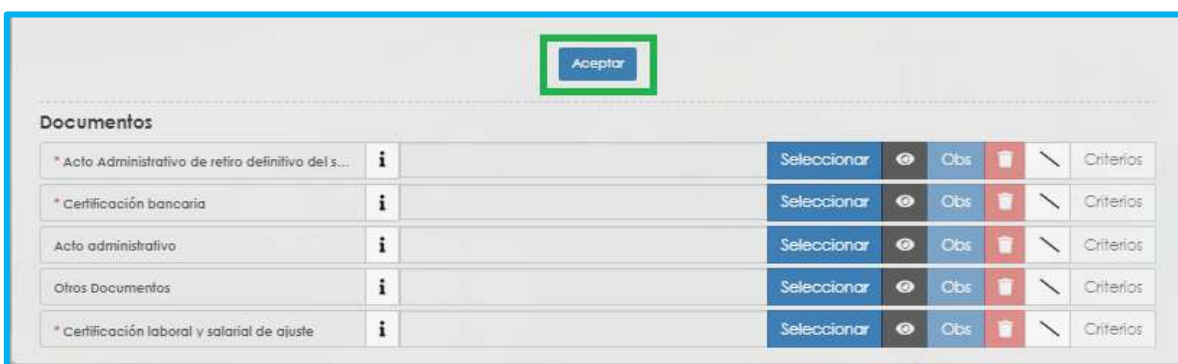 Aceptar
Documentos
* Acto Administrativo de retiro definitivo del s... i Seleccionar Obs Criterios
* Certificación bancaria i Seleccionar Obs Criterios
Acto administrativo i Seleccionar Obs Criterios
Otros Documentos i Seleccionar Obs Criterios
* Certificación laboral y salarial de ajuste i Seleccionar Obs Criterios